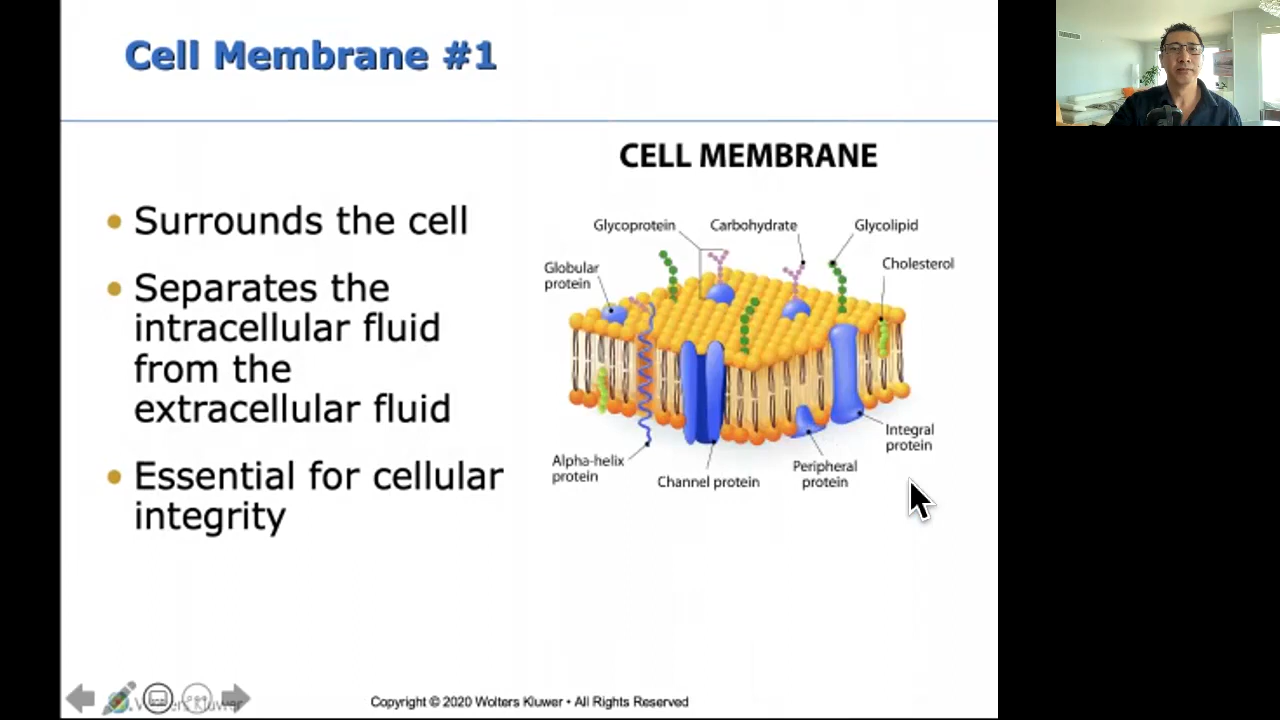 Cell Membrane #1
CELL MEMBRANE
Surrounds the cell
Separates the
intracellular fluid
from the
extracellular fluid
Essential for cellular
integrity
Glycoprotein
Carbohydrate
Glycolipid
Cholesterol
Globular
protein
Alpha-helix
protein
Channel protein
Peripheral
protein
Integral
protein
Wolters Kluwer
Copyright © 2020 Wolters Kluwer • All Rights Reserved